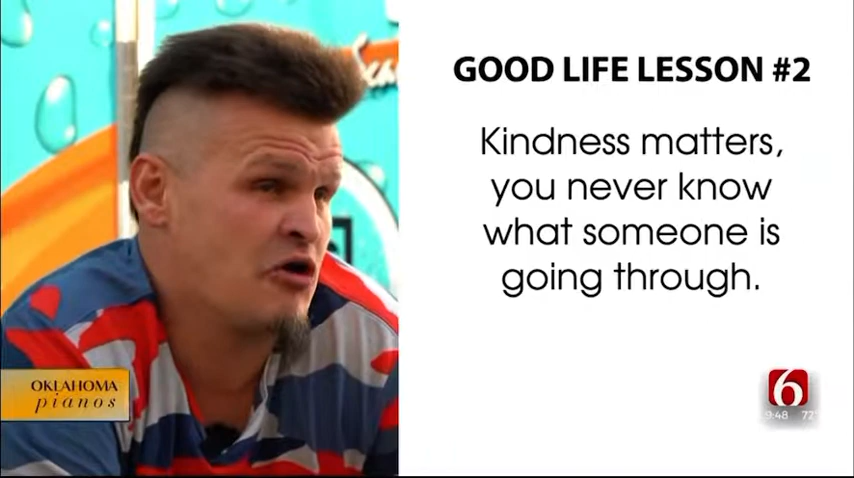 GOOD LIFE LESSON #2
Kindness matters,
you never know
what someone is
going through.
OKLAHOMA
pianos
6
9:48 72°